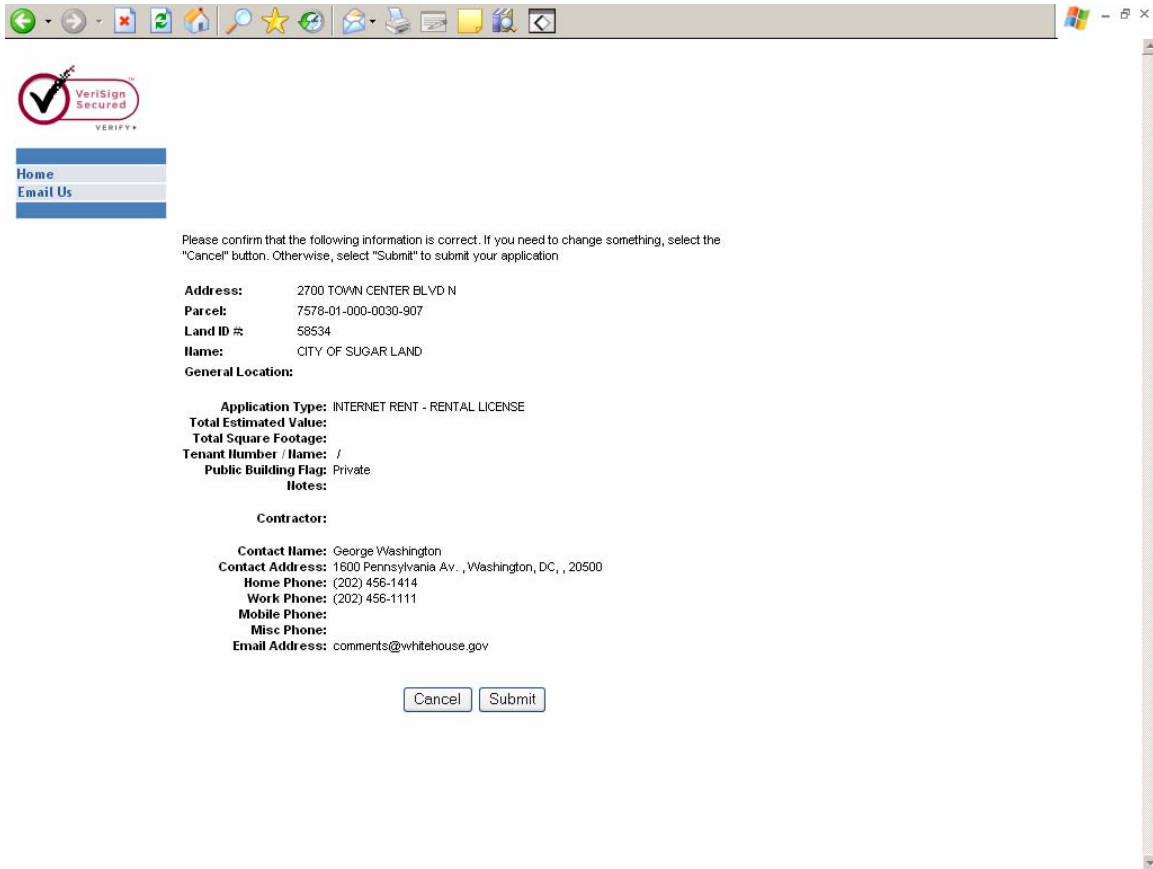 VeriSign
Secured
VERIFY
Home
Email Us
Please confirm that the following information is correct. If you need to change something, select the
"Cancel" button. Otherwise, select "Submit" to submit your application
Address: 2700 TOWN CENTER BLVD N
Parcel: 7578-01-000-0030-907
Land ID #: 58534
Name: CITY OF SUGAR LAND
General Location:
Application Type: INTERNET RENT - RENTAL LICENSE
Total Estimated Value:
Total Square Footage:
Tenant Number / Name: /
Public Building Flag: Private
Notes:
Contractor:
Contact Name: George Washington
Contact Address: 1600 Pennsylvania Av. , Washington, DC, , 20500
Home Phone: (202) 456-1414
Work Phone: (202) 456-1111
Mobile Phone:
Misc Phone:
Email Address: comments@whitehouse.gov
Cancel Submit